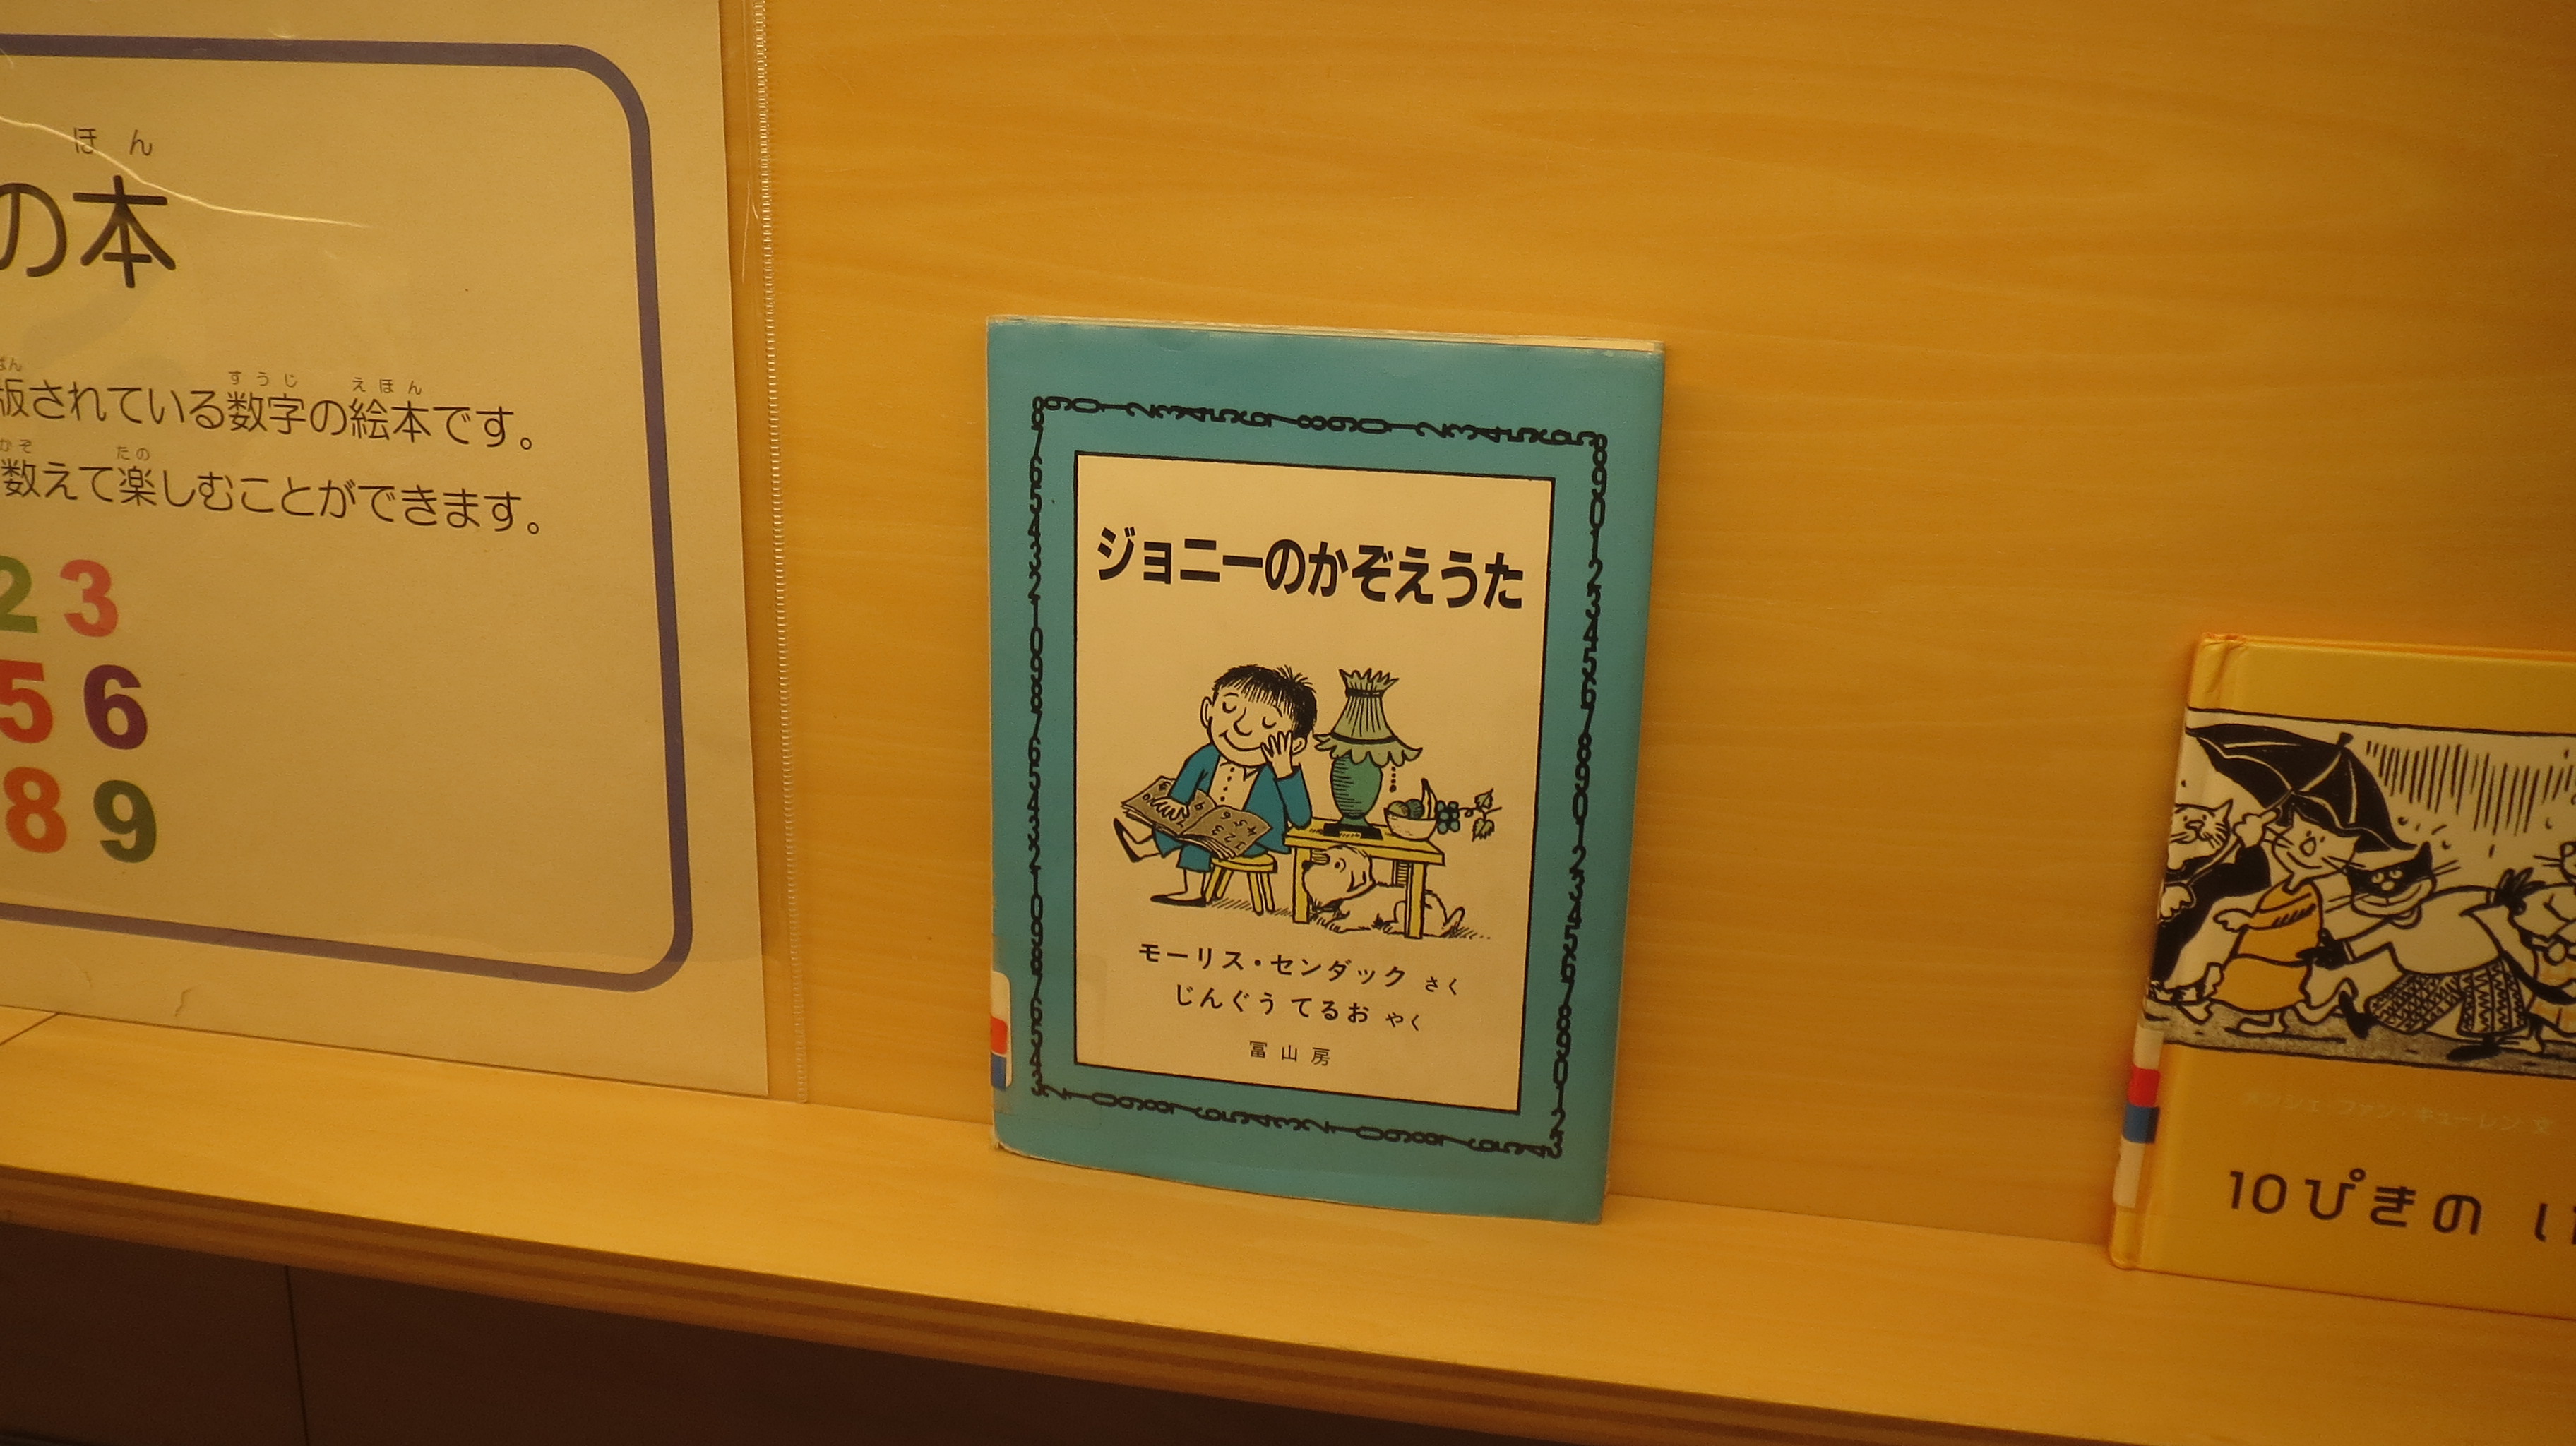 ほん
の本
版されている数字の絵本です。
すうじ えほん
数えて楽しむことができます。
かぞ たの
2 3
5 6
8 9
ジョニーのかぞえうた
モーリス・センダック さく
じんぐう てるお やく
冨山房
10ぴきの